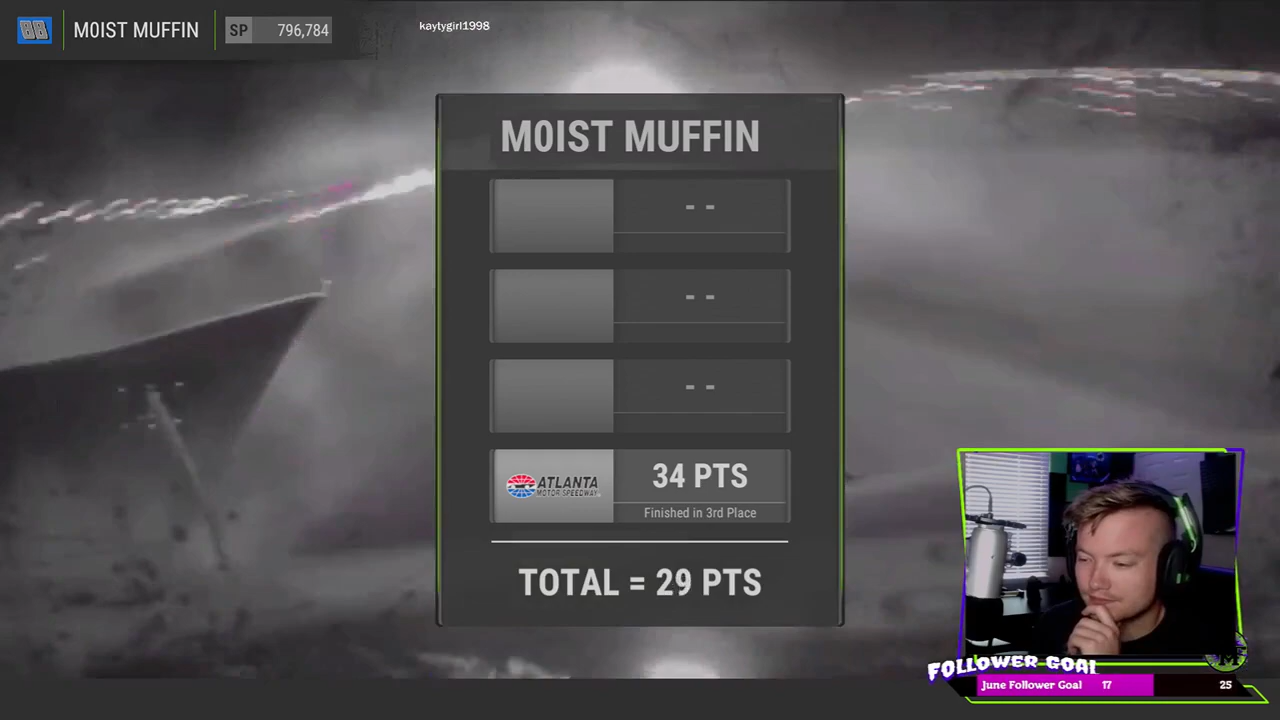 88
M0IST MUFFIN
SP 796,784
kaytygirl1998
M0IST MUFFIN
- -
- -
- -
ATLANTA
MOTOR SPEEDWAY
34 PTS
Finished in 3rd Place
TOTAL = 29 PTS
FOLLOWER GOAL
June Follower Goal 17 25